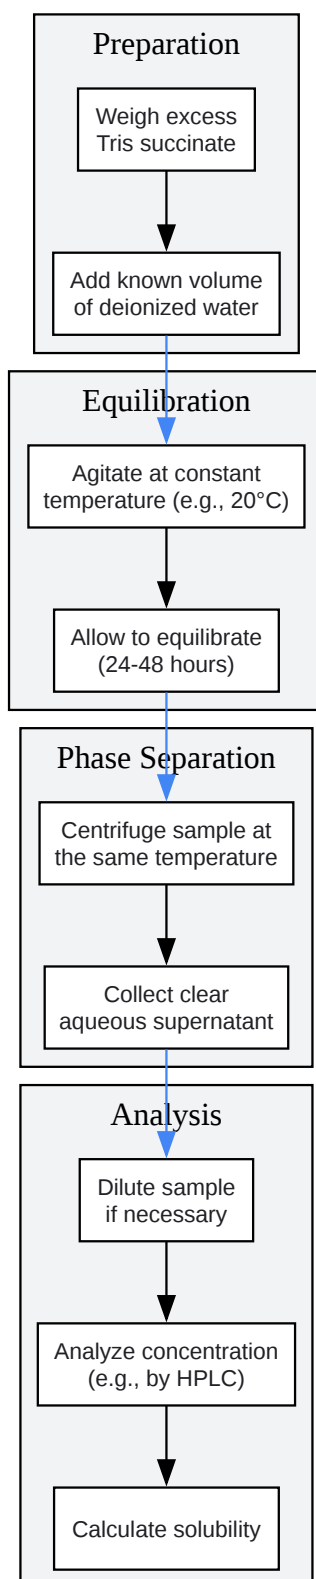 Preparation
Weigh excess
Tris succinate
Add known volume
of deionized water
Equilibration
Agitate at constant
temperature (e.g., 20°C)
Allow to equilibrate
(24-48 hours)
Phase Separation
Centrifuge sample at
the same temperature
Collect clear
aqueous supernatant
Analysis
Dilute sample
if necessary
Analyze concentration
(e.g., by HPLC)
Calculate solubility